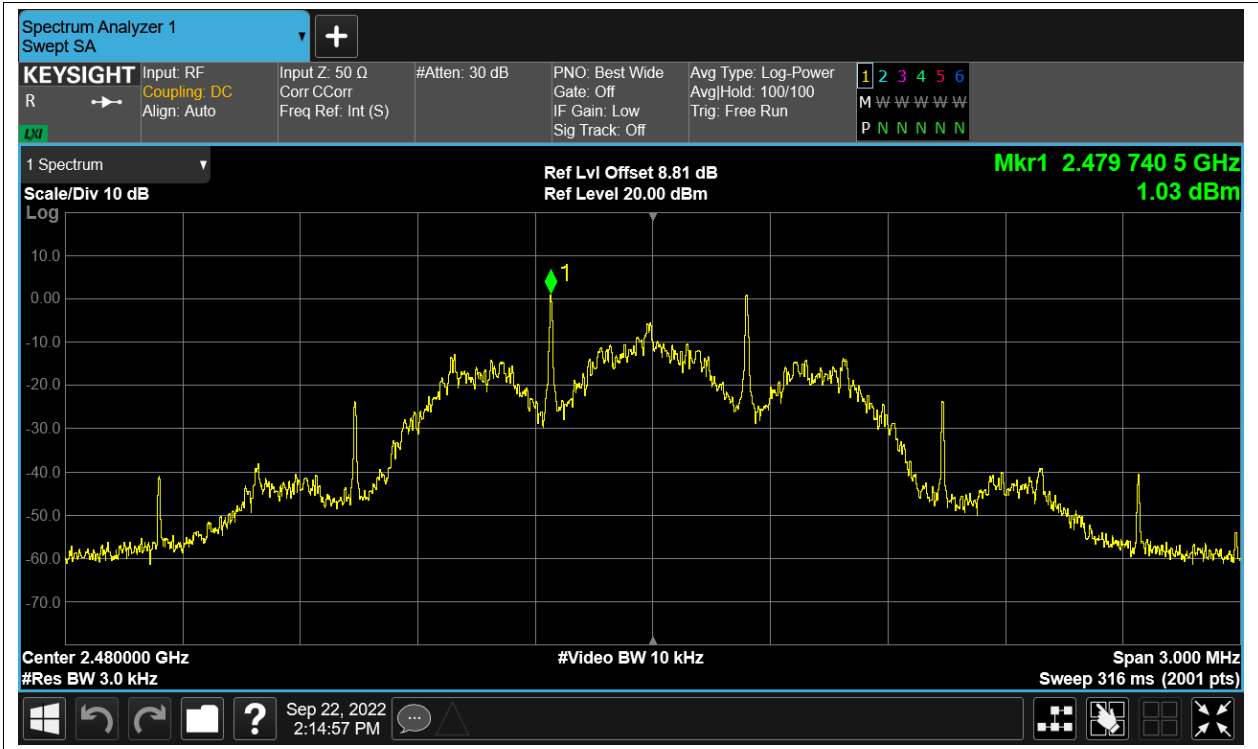 Spectrum Analyzer 1
Swept SA
+
KEYSIGHT
R
LXI
Input: RF
Coupling: DC
Align: Auto
Input Z: 50 Ω
Corr CCorr
Freq Ref: Int (S)
#Atten: 30 dB
PNO: Best Wide
Gate: Off
IF Gain: Low
Sig Track: Off
Avg Type: Log-Power
Avg|Hold: 100/100
Trig: Free Run
1 2 3 4 5 6
M W W W W W W
P N N N N N N
1 Spectrum
Scale/Div 10 dB
Log
Ref Lvl Offset 8.81 dB
Ref Level 20.00 dBm
Mkr1 2.479 740 5 GHz
1.03 dBm
1
10.0
0.00
-10.0
-20.0
-30.0
-40.0
-50.0
-60.0
-70.0
Center 2.480000 GHz
#Res BW 3.0 kHz
#Video BW 10 kHz
Span 3.000 MHz
Sweep 316 ms (2001 pts)
?
Sep 22, 2022
2:14:57 PM